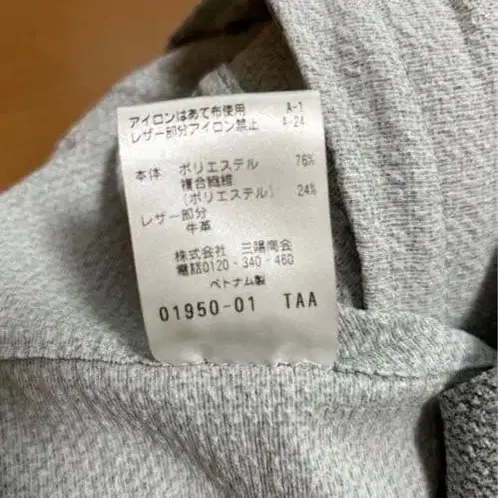 アイロンはあて布使用 A-1
レザー部分アイロン禁止 4-24
本体 ポリエステル 76%
複合繊維
(ポリエステル) 24%
レザー部分
牛革
株式会社 三陽商会
電話0120-340-460
ベトナム製
01950-01 TAA